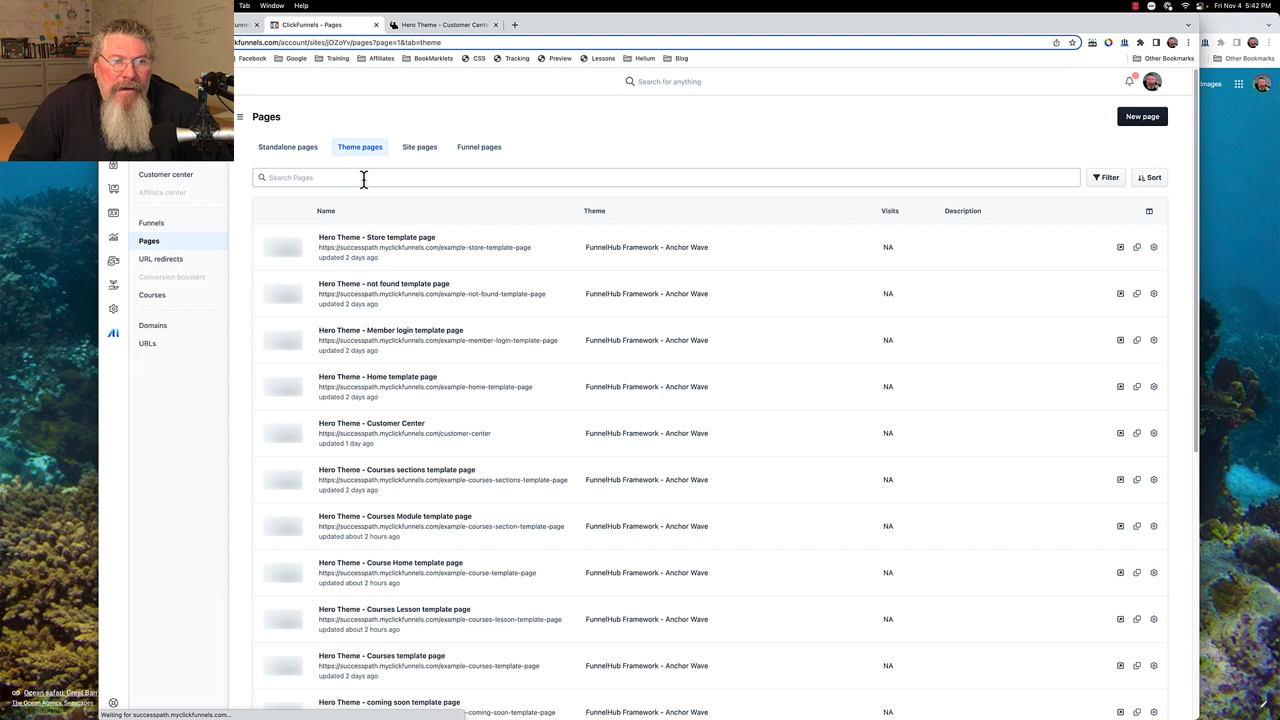 Tab Window Help
Fri Nov 4 5:42 PM
ClickFunnels - Pages
Hero Theme - Customer Cente
kfunnels.com/account/sites/jOZoYv/pages?page=1&tab=theme
Facebook Google Training Affiliates BookMarklets CSS Tracking Preview Lessons Helium Blog Other Bookmarks Other Bookmarks
Search for anything
Images
Pages
New page
Standalone pages Theme pages Site pages Funnel pages
Search Pages
Filter
Sort
Customer center
Affiliate center
Funnels
Pages
URL redirects
Conversion boosters
Courses
Domains
URLs
Name Theme Visits Description
Hero Theme - Store template page
https://successpath.myclickfunnels.com/example-store-template-page
updated 2 days ago
FunnelHub Framework - Anchor Wave NA
Hero Theme - not found template page
https://successpath.myclickfunnels.com/example-not-found-template-page
updated 2 days ago
FunnelHub Framework - Anchor Wave NA
Hero Theme - Member login template page
https://successpath.myclickfunnels.com/example-member-login-template-page
updated 2 days ago
FunnelHub Framework - Anchor Wave NA
Hero Theme - Home template page
https://successpath.myclickfunnels.com/example-home-template-page
updated 2 days ago
FunnelHub Framework - Anchor Wave NA
Hero Theme - Customer Center
https://successpath.myclickfunnels.com/customer-center
updated 1 day ago
FunnelHub Framework - Anchor Wave NA
Hero Theme - Courses sections template page
https://successpath.myclickfunnels.com/example-courses-sections-template-page
updated 2 days ago
FunnelHub Framework - Anchor Wave NA
Hero Theme - Courses Module template page
https://successpath.myclickfunnels.com/example-courses-section-template-page
updated about 2 hours ago
FunnelHub Framework - Anchor Wave NA
Hero Theme - Course Home template page
https://successpath.myclickfunnels.com/example-course-template-page
updated about 2 hours ago
FunnelHub Framework - Anchor Wave NA
Hero Theme - Courses Lesson template page
https://successpath.myclickfunnels.com/example-courses-lesson-template-page
updated about 2 hours ago
FunnelHub Framework - Anchor Wave NA
Hero Theme - Courses template page
https://successpath.myclickfunnels.com/example-courses-template-page
updated 2 days ago
FunnelHub Framework - Anchor Wave NA
Hero Theme - coming soon template page
-coming-soon-template-page
FunnelHub Framework - Anchor Wave NA
Ocean safari, Great Barr
The Ocean Agency, Seascapes
Waiting for successpath.myclickfunnels.com...